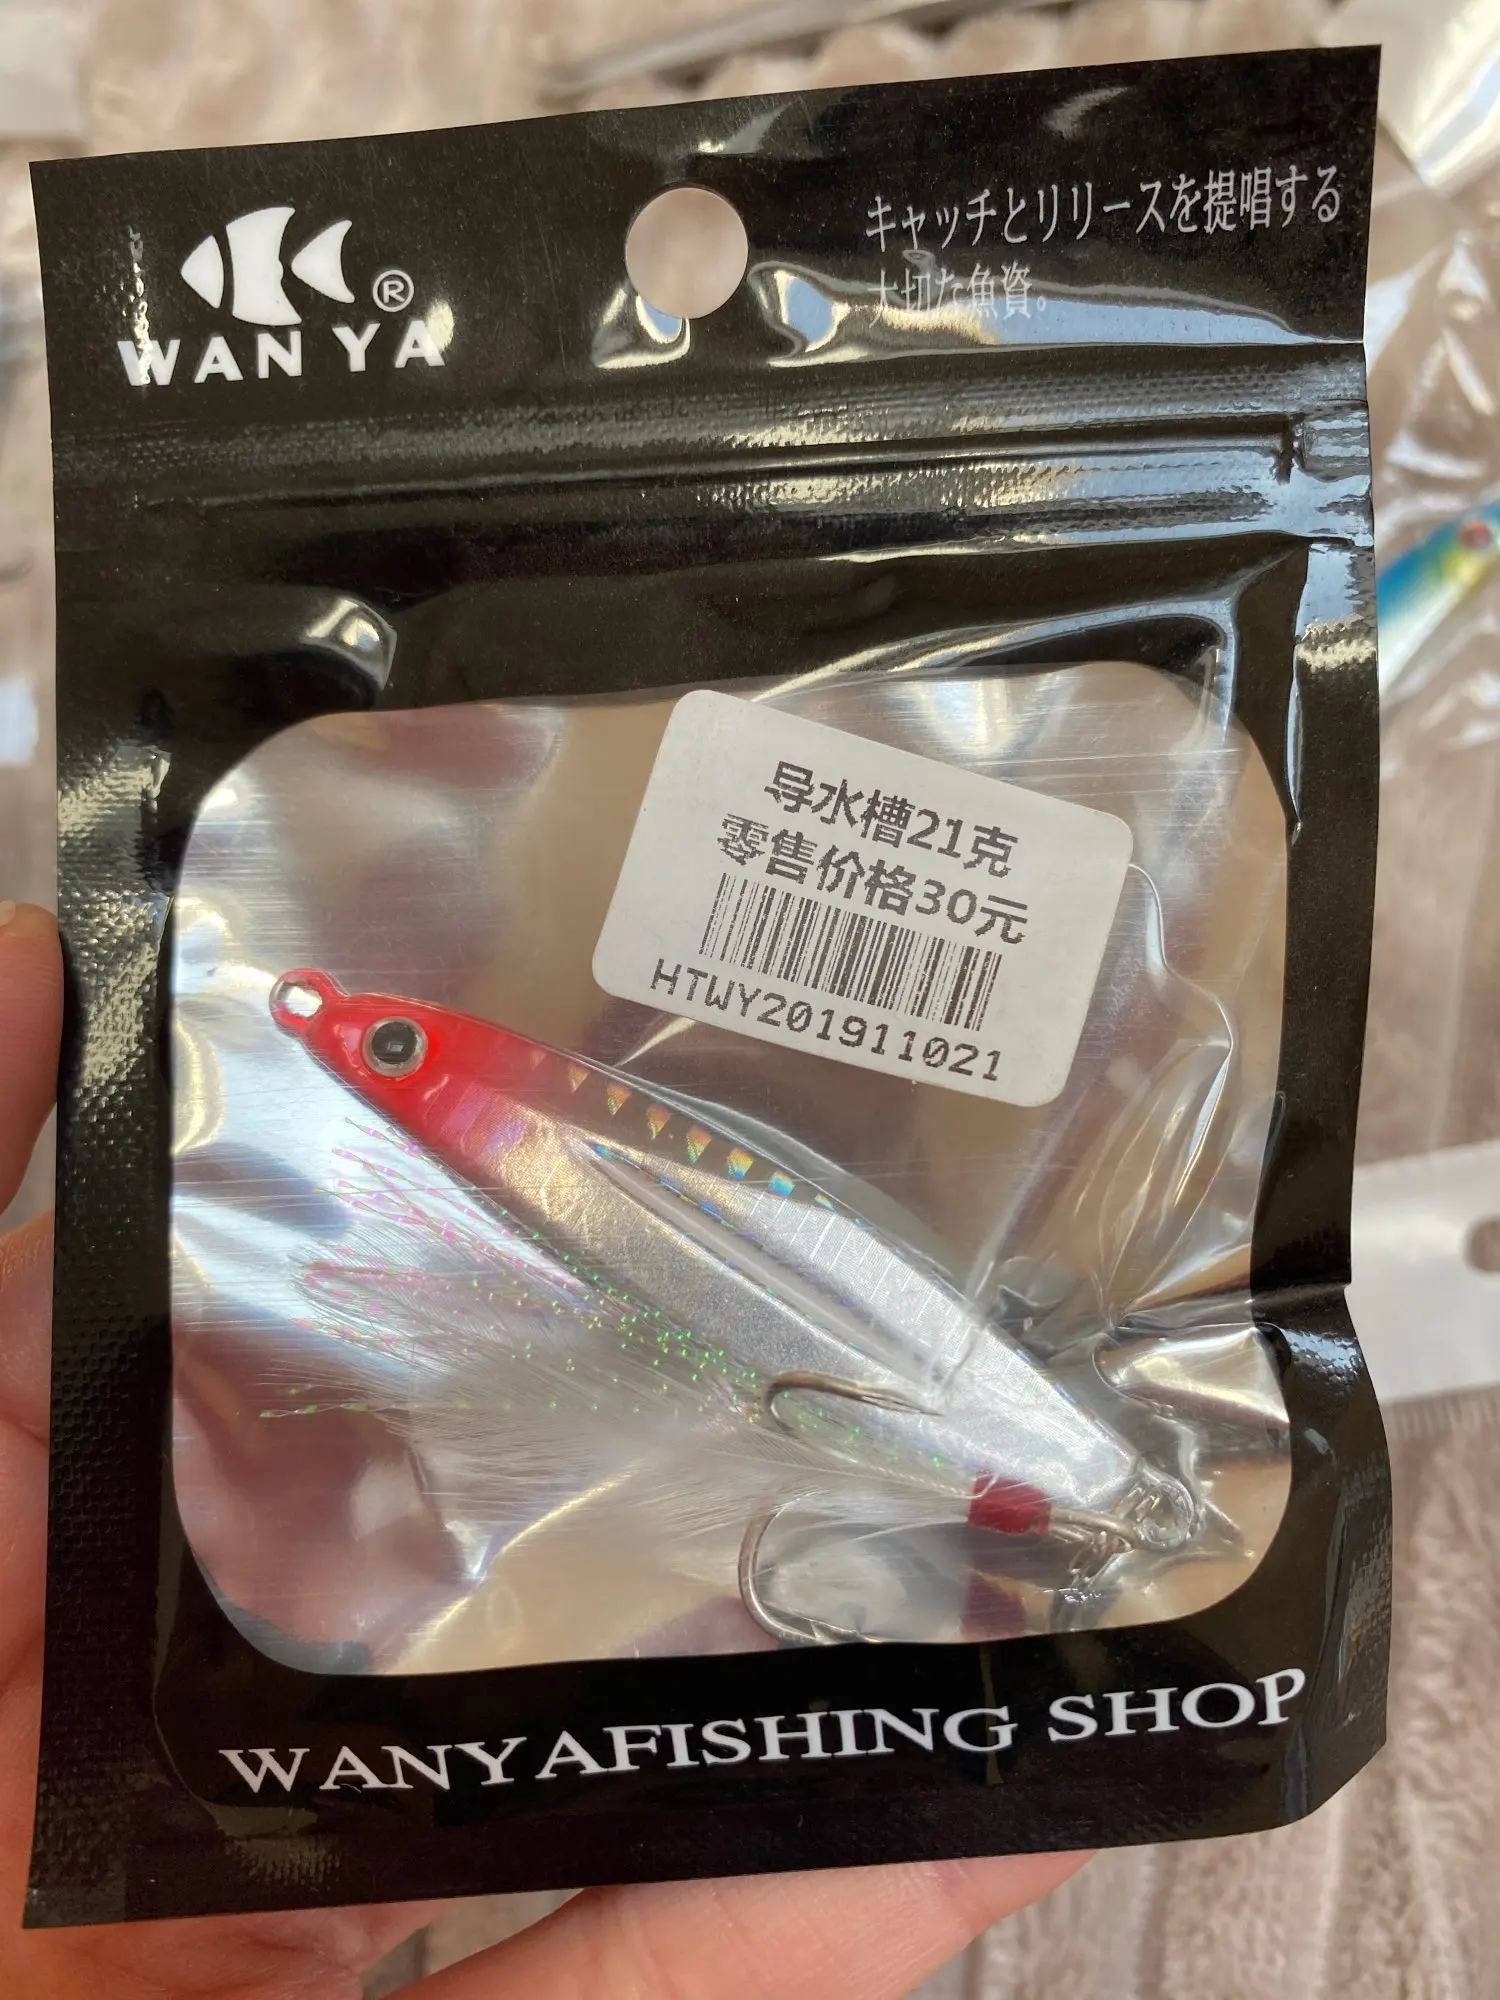 ®
WAN YA
キャッチとリリースを提唱する
大切な魚資。
导水槽21克
零售价格30元
HTWY201911021
WANYAFISHING SHOP